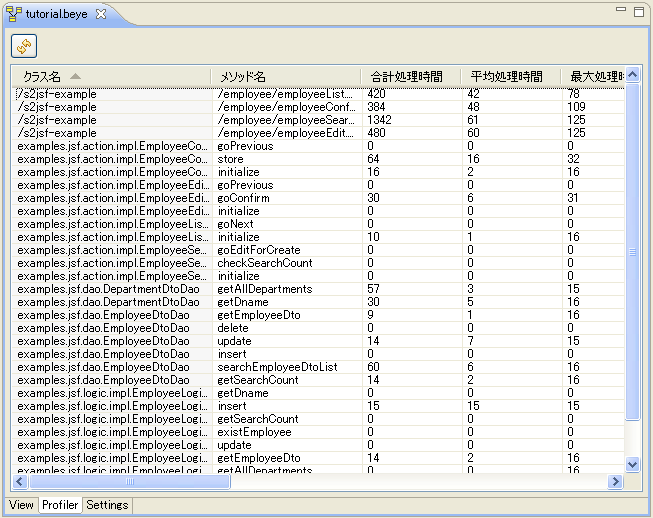 tutorial.beye
クラス名 メソッド名 合計処理時間 平均処理時間 最大処理時
/s2jsf-example /employee/employeeList.... 420 42 78
/s2jsf-example /employee/employeeConf... 384 48 109
/s2jsf-example /employee/employeeSear... 1342 61 125
/s2jsf-example /employee/employeeEdit.... 480 60 125
examples.jsf.action.impl.EmployeeCo... goPrevious 0 0 0
examples.jsf.action.impl.EmployeeCo... store 64 16 32
examples.jsf.action.impl.EmployeeCo... initialize 16 2 16
examples.jsf.action.impl.EmployeeEdi... goPrevious 0 0 0
examples.jsf.action.impl.EmployeeEdi... goConfirm 30 6 31
examples.jsf.action.impl.EmployeeEdi... initialize 0 0 0
examples.jsf.action.impl.EmployeeLis... goNext 0 0 0
examples.jsf.action.impl.EmployeeLis... initialize 10 1 16
examples.jsf.action.impl.EmployeeSe... goEditForCreate 0 0 0
examples.jsf.action.impl.EmployeeSe... checkSearchCount 0 0 0
examples.jsf.action.impl.EmployeeSe... initialize 0 0 0
examples.jsf.dao.DepartmentDtoDao getAllDepartments 57 3 15
examples.jsf.dao.DepartmentDtoDao getDname 30 5 16
examples.jsf.dao.EmployeeDtoDao getEmployeeDto 9 1 16
examples.jsf.dao.EmployeeDtoDao delete 0 0 0
examples.jsf.dao.EmployeeDtoDao update 14 7 15
examples.jsf.dao.EmployeeDtoDao insert 0 0 0
examples.jsf.dao.EmployeeDtoDao searchEmployeeDtoList 60 6 16
examples.jsf.dao.EmployeeDtoDao getSearchCount 14 2 16
examples.jsf.logic.impl.EmployeeLogi... getDname 0 0 0
examples.jsf.logic.impl.EmployeeLogi... insert 15 15 15
examples.jsf.logic.impl.EmployeeLogi... getSearchCount 0 0 0
examples.jsf.logic.impl.EmployeeLogi... existEmployee 0 0 0
examples.jsf.logic.impl.EmployeeLogi... update 0 0 0
examples.jsf.logic.impl.EmployeeLogi... getEmployeeDto 14 2 16
examples.jsf.logic.impl.EmployeeLogi... getAllDepartments 0 0 16
View Profiler Settings